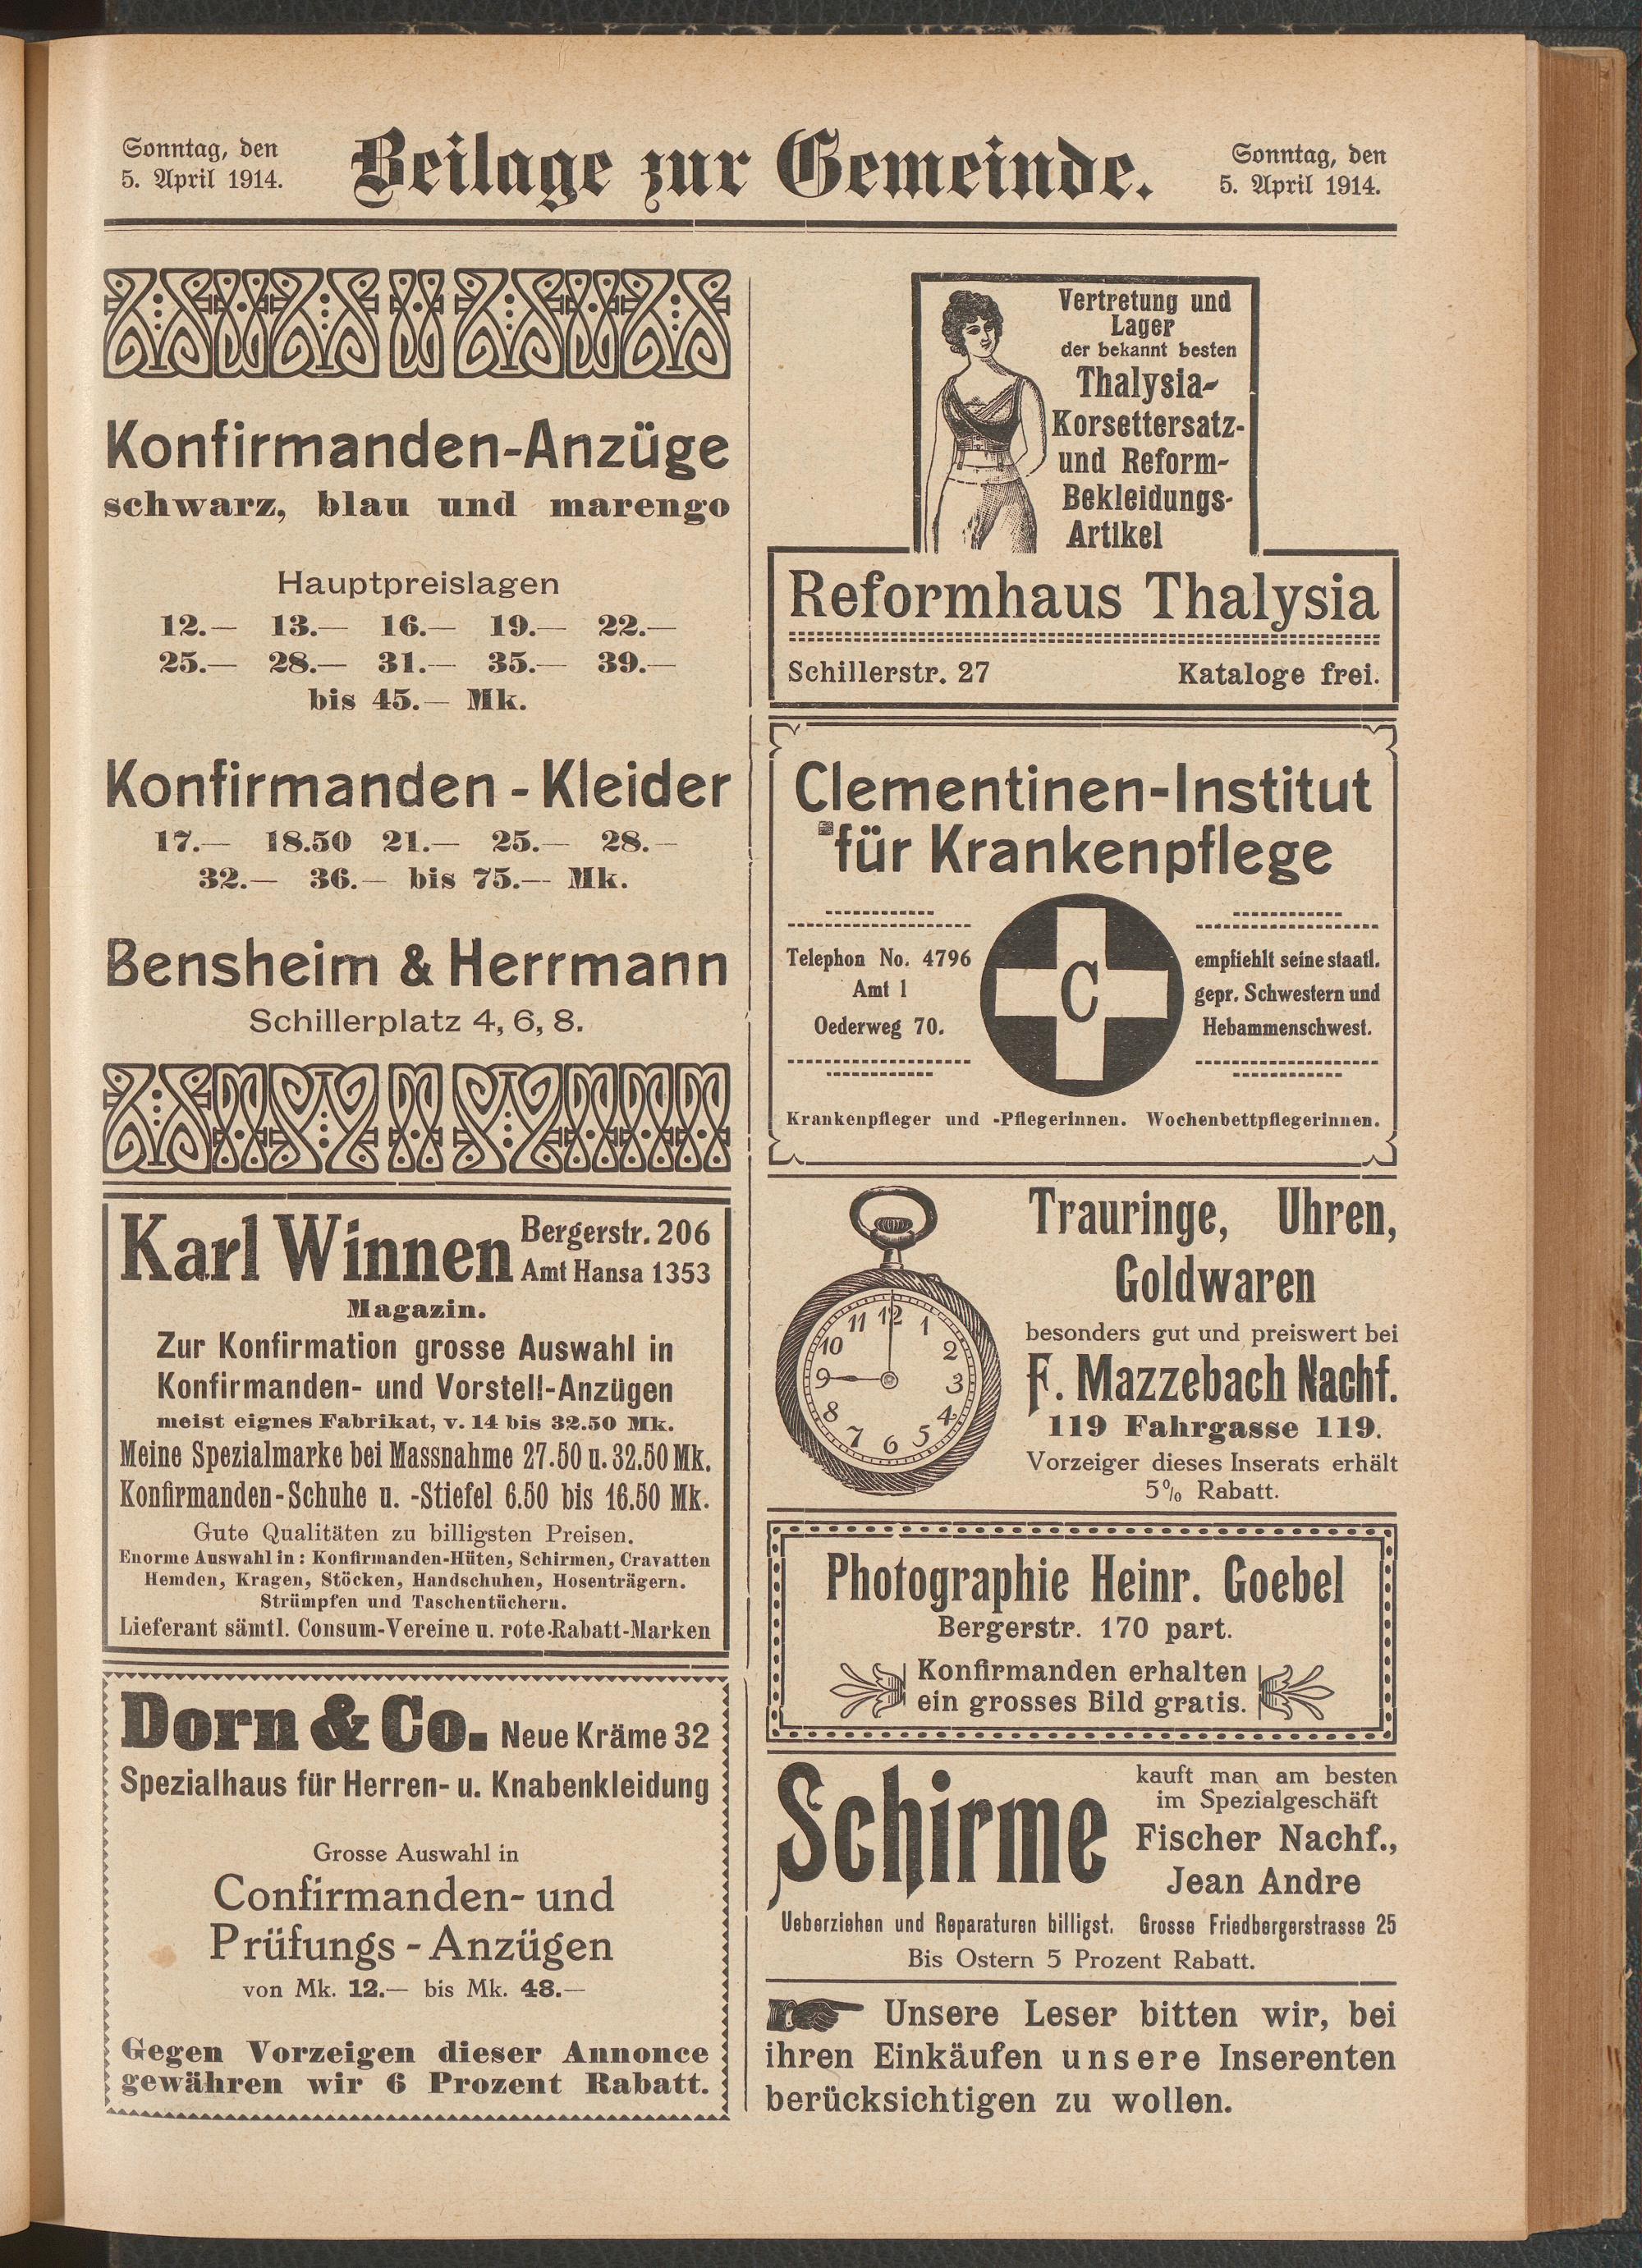 Sonntag, den
5. April 1914.
Beilage zur Gemeinde.
Sonntag, den
5. April 1914.
Konfirmanden-Anzüge
schwarz, blau und marengo
Hauptpreislagen
12.— 13.— 16.— 19.— 22.—
25.— 28.— 31.— 35.— 39.—
bis 45.— Mk.
Konfirmanden - Kleider
17.— 18.50 21.— 25.— 28.—
32.— 36.— bis 75.— Mk.
Bensheim & Herrmann
Schillerplatz 4, 6, 8.
Karl Winnen Bergerstr. 206
Amt Hansa 1353
Magazin.
Zur Konfirmation grosse Auswahl in
Konfirmanden- und Vorstell-Anzügen
meist eignes Fabrikat, v. 14 bis 32.50 Mk.
Meine Spezialmarke bei Massnahme 27.50 u. 32.50 Mk.
Konfirmanden-Schuhe u. -Stiefel 6.50 bis 16.50 Mk.
Gute Qualitäten zu billigsten Preisen.
Enorme Auswahl in: Konfirmanden-Hüten, Schirmen, Cravatten
Hemden, Kragen, Stöcken, Handschuhen, Hosenträgern.
Strümpfen und Taschentüchern.
Lieferant sämtl. Consum-Vereine u. rote-Rabatt-Marken
Dorn & Co. Neue Kräme 32
Spezialhaus für Herren- u. Knabenkleidung
Grosse Auswahl in
Confirmanden- und
Prüfungs - Anzügen
von Mk. 12.— bis Mk. 48.—
Gegen Vorzeigen dieser Annonce
gewähren wir 6 Prozent Rabatt.
Vertretung und
Lager
der bekannt besten
Thalysia-
Korsettersatz-
und Reform-
Bekleidungs-
Artikel
Reformhaus Thalysia
Schillerstr. 27 Kataloge frei.
Clementinen-Institut
für Krankenpflege
Telephon No. 4796
Amt 1
Oederweg 70.
C
empfiehlt seine staatl.
gepr. Schwestern und
Hebammenschwest.
Krankenpfleger und -Pflegerinnen. Wochenbettpflegerinnen.
12 1 2 3 4 5 6 7 8 9 10 11
Trauringe, Uhren,
Goldwaren
besonders gut und preiswert bei
F. Mazzebach Nachf.
119 Fahrgasse 119.
Vorzeiger dieses Inserats erhält
5% Rabatt.
Photographie Heinr. Goebel
Bergerstr. 170 part.
Konfirmanden erhalten
ein grosses Bild gratis.
Schirme
kauft man am besten
im Spezialgeschäft
Fischer Nachf.,
Jean Andre
Ueberziehen und Reparaturen billigst. Grosse Friedbergerstrasse 25
Bis Ostern 5 Prozent Rabatt.
Unsere Leser bitten wir, bei
ihren Einkäufen unsere Inserenten
berücksichtigen zu wollen.